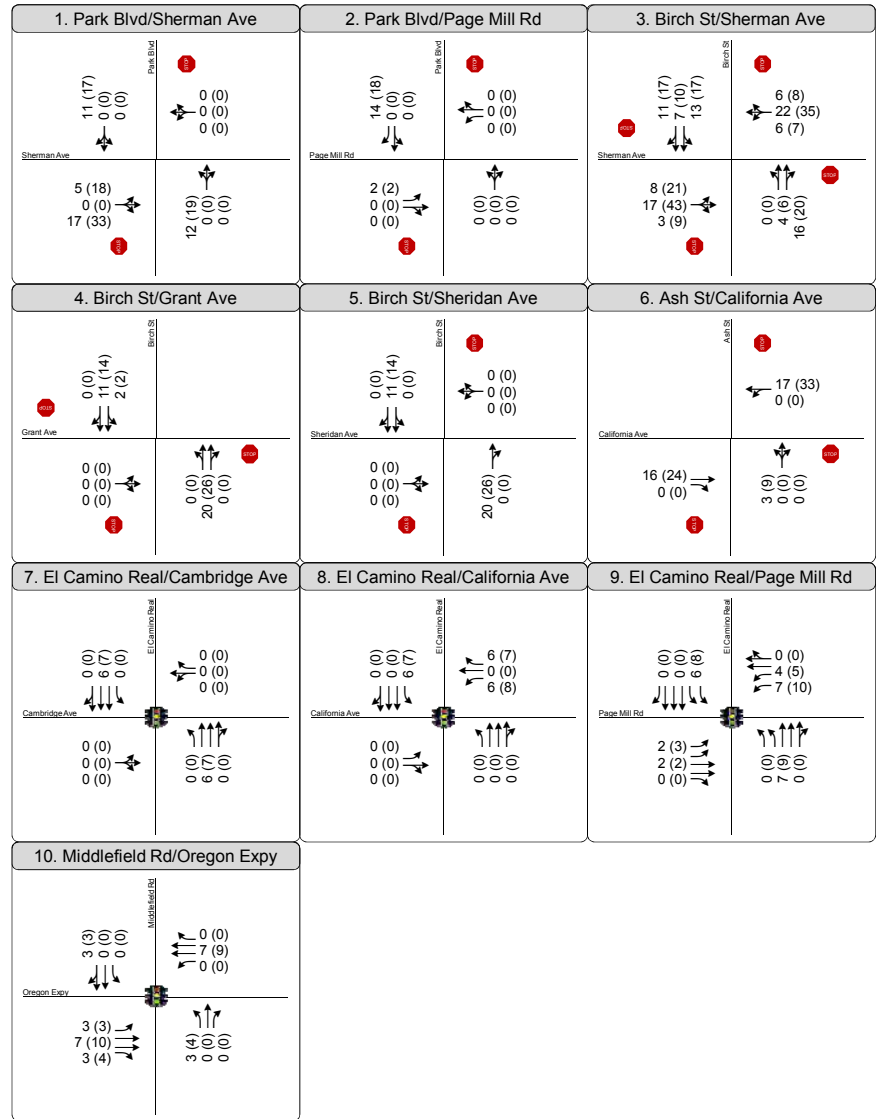 1. Park Blvd/Sherman Ave
Park Blvd
STOP
11 (17)
0 (0)
0 (0)
0 (0)
0 (0)
0 (0)
Sherman Ave
5 (18)
0 (0)
17 (33)
12 (19)
0 (0)
0 (0)
STOP
2. Park Blvd/Page Mill Rd
Park Blvd
STOP
14 (18)
0 (0)
0 (0)
0 (0)
0 (0)
0 (0)
Page Mill Rd
2 (2)
0 (0)
0 (0)
0 (0)
0 (0)
0 (0)
STOP
3. Birch St/Sherman Ave
Birch St
STOP
11 (17)
7 (10)
13 (17)
6 (8)
22 (35)
6 (7)
STOP
Sherman Ave
8 (21)
17 (43)
3 (9)
0 (0)
4 (6)
16 (20)
STOP
STOP
4. Birch St/Grant Ave
Birch St
0 (0)
11 (14)
2 (2)
STOP
Grant Ave
0 (0)
0 (0)
0 (0)
0 (0)
20 (26)
0 (0)
STOP
STOP
5. Birch St/Sheridan Ave
Birch St
STOP
0 (0)
11 (14)
0 (0)
0 (0)
0 (0)
0 (0)
Sheridan Ave
0 (0)
0 (0)
0 (0)
20 (26)
0 (0)
STOP
6. Ash St/California Ave
Ash St
STOP
17 (33)
0 (0)
California Ave
16 (24)
0 (0)
3 (9)
0 (0)
0 (0)
STOP
STOP
7. El Camino Real/Cambridge Ave
El Camino Real
0 (0)
6 (7)
0 (0)
0 (0)
0 (0)
0 (0)
Cambridge Ave
0 (0)
0 (0)
0 (0)
0 (0)
6 (7)
0 (0)
8. El Camino Real/California Ave
El Camino Real
0 (0)
0 (0)
6 (7)
6 (7)
0 (0)
6 (8)
California Ave
0 (0)
0 (0)
0 (0)
0 (0)
0 (0)
0 (0)
9. El Camino Real/Page Mill Rd
El Camino Real
0 (0)
0 (0)
6 (8)
0 (0)
4 (5)
7 (10)
Page Mill Rd
2 (3)
2 (2)
0 (0)
0 (0)
7 (9)
0 (0)
10. Middlefield Rd/Oregon Expy
Middlefield Rd
3 (3)
0 (0)
0 (0)
0 (0)
7 (9)
0 (0)
Oregon Expy
3 (3)
7 (10)
3 (4)
3 (4)
0 (0)
0 (0)